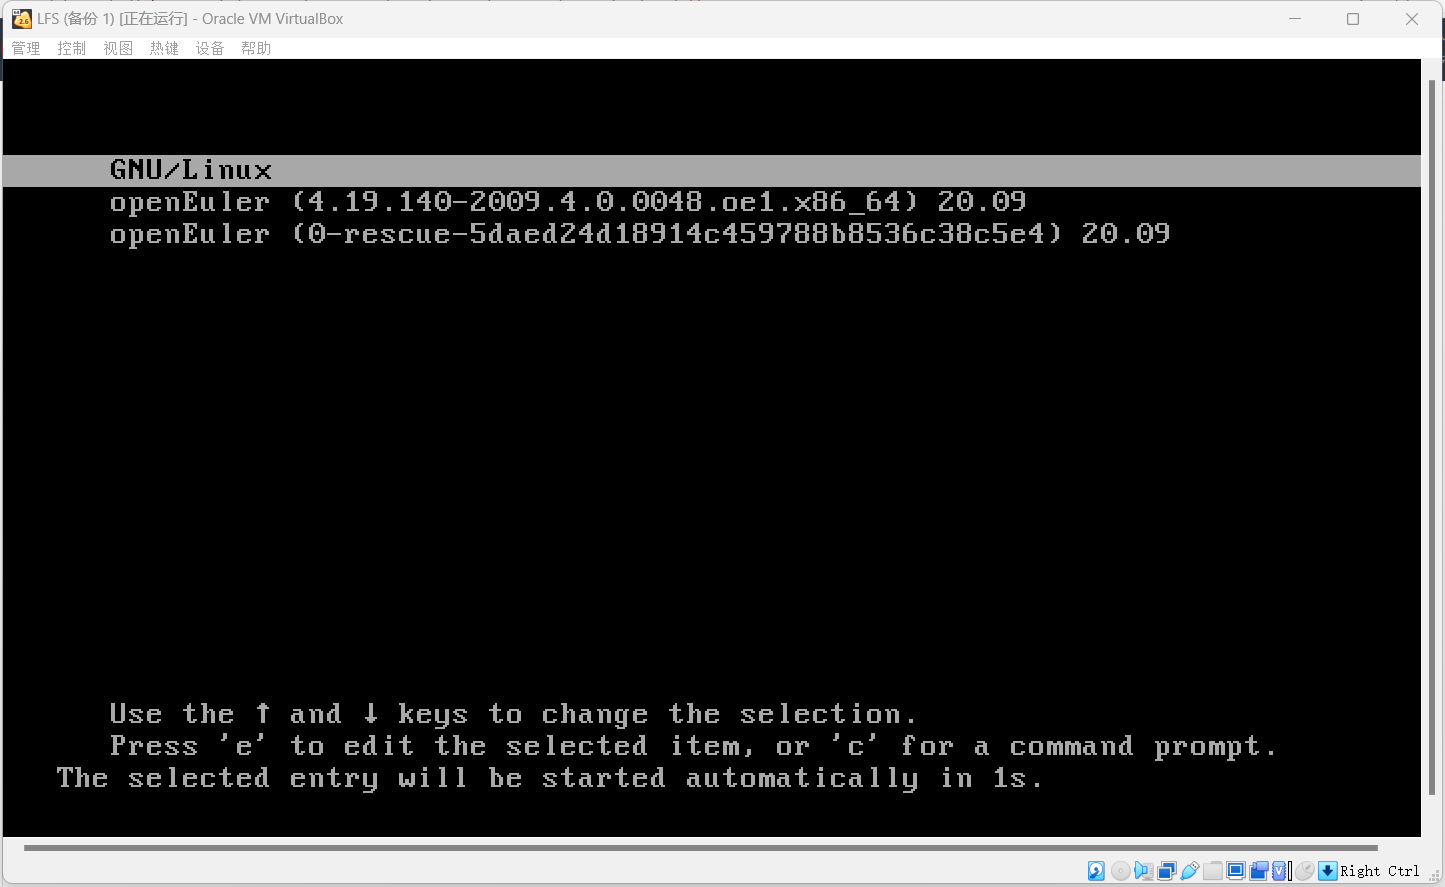 LFS (备份 1) [正在运行] - Oracle VM VirtualBox
管理 控制 视图 热键 设备 帮助
GNU/Linux
openEuler (4.19.140-2009.4.0.0048.oe1.x86_64) 20.09
openEuler (0-rescue-5daed24d18914c459788b8536c38c5e4) 20.09
Use the ↑ and ↓ keys to change the selection.
Press 'e' to edit the selected item, or 'c' for a command prompt.
The selected entry will be started automatically in 1s.
Right Ctrl